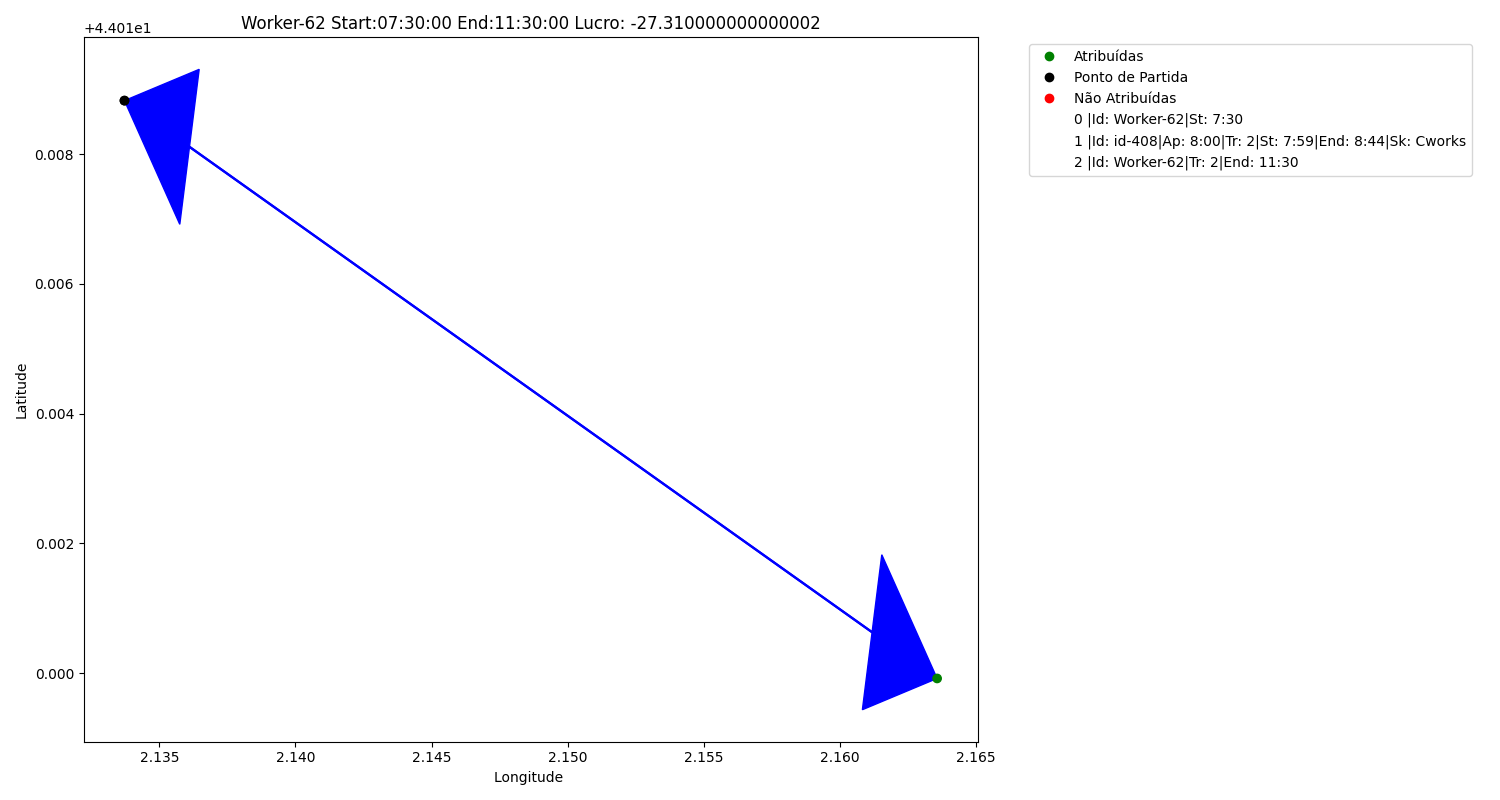 Worker-62 Start:07:30:00 End:11:30:00 Lucro: -27.310000000000002
+4.401e1
0.008
0.006
0.004
0.002
0.000
Latitude
2.135
2.140
2.145
2.150
2.155
2.160
2.165
Longitude
Atribuídas
Ponto de Partida
Não Atribuídas
0 |Id: Worker-62|St: 7:30
1 |Id: id-408|Ap: 8:00|Tr: 2|St: 7:59|End: 8:44|Sk: Cworks
2 |Id: Worker-62|Tr: 2|End: 11:30